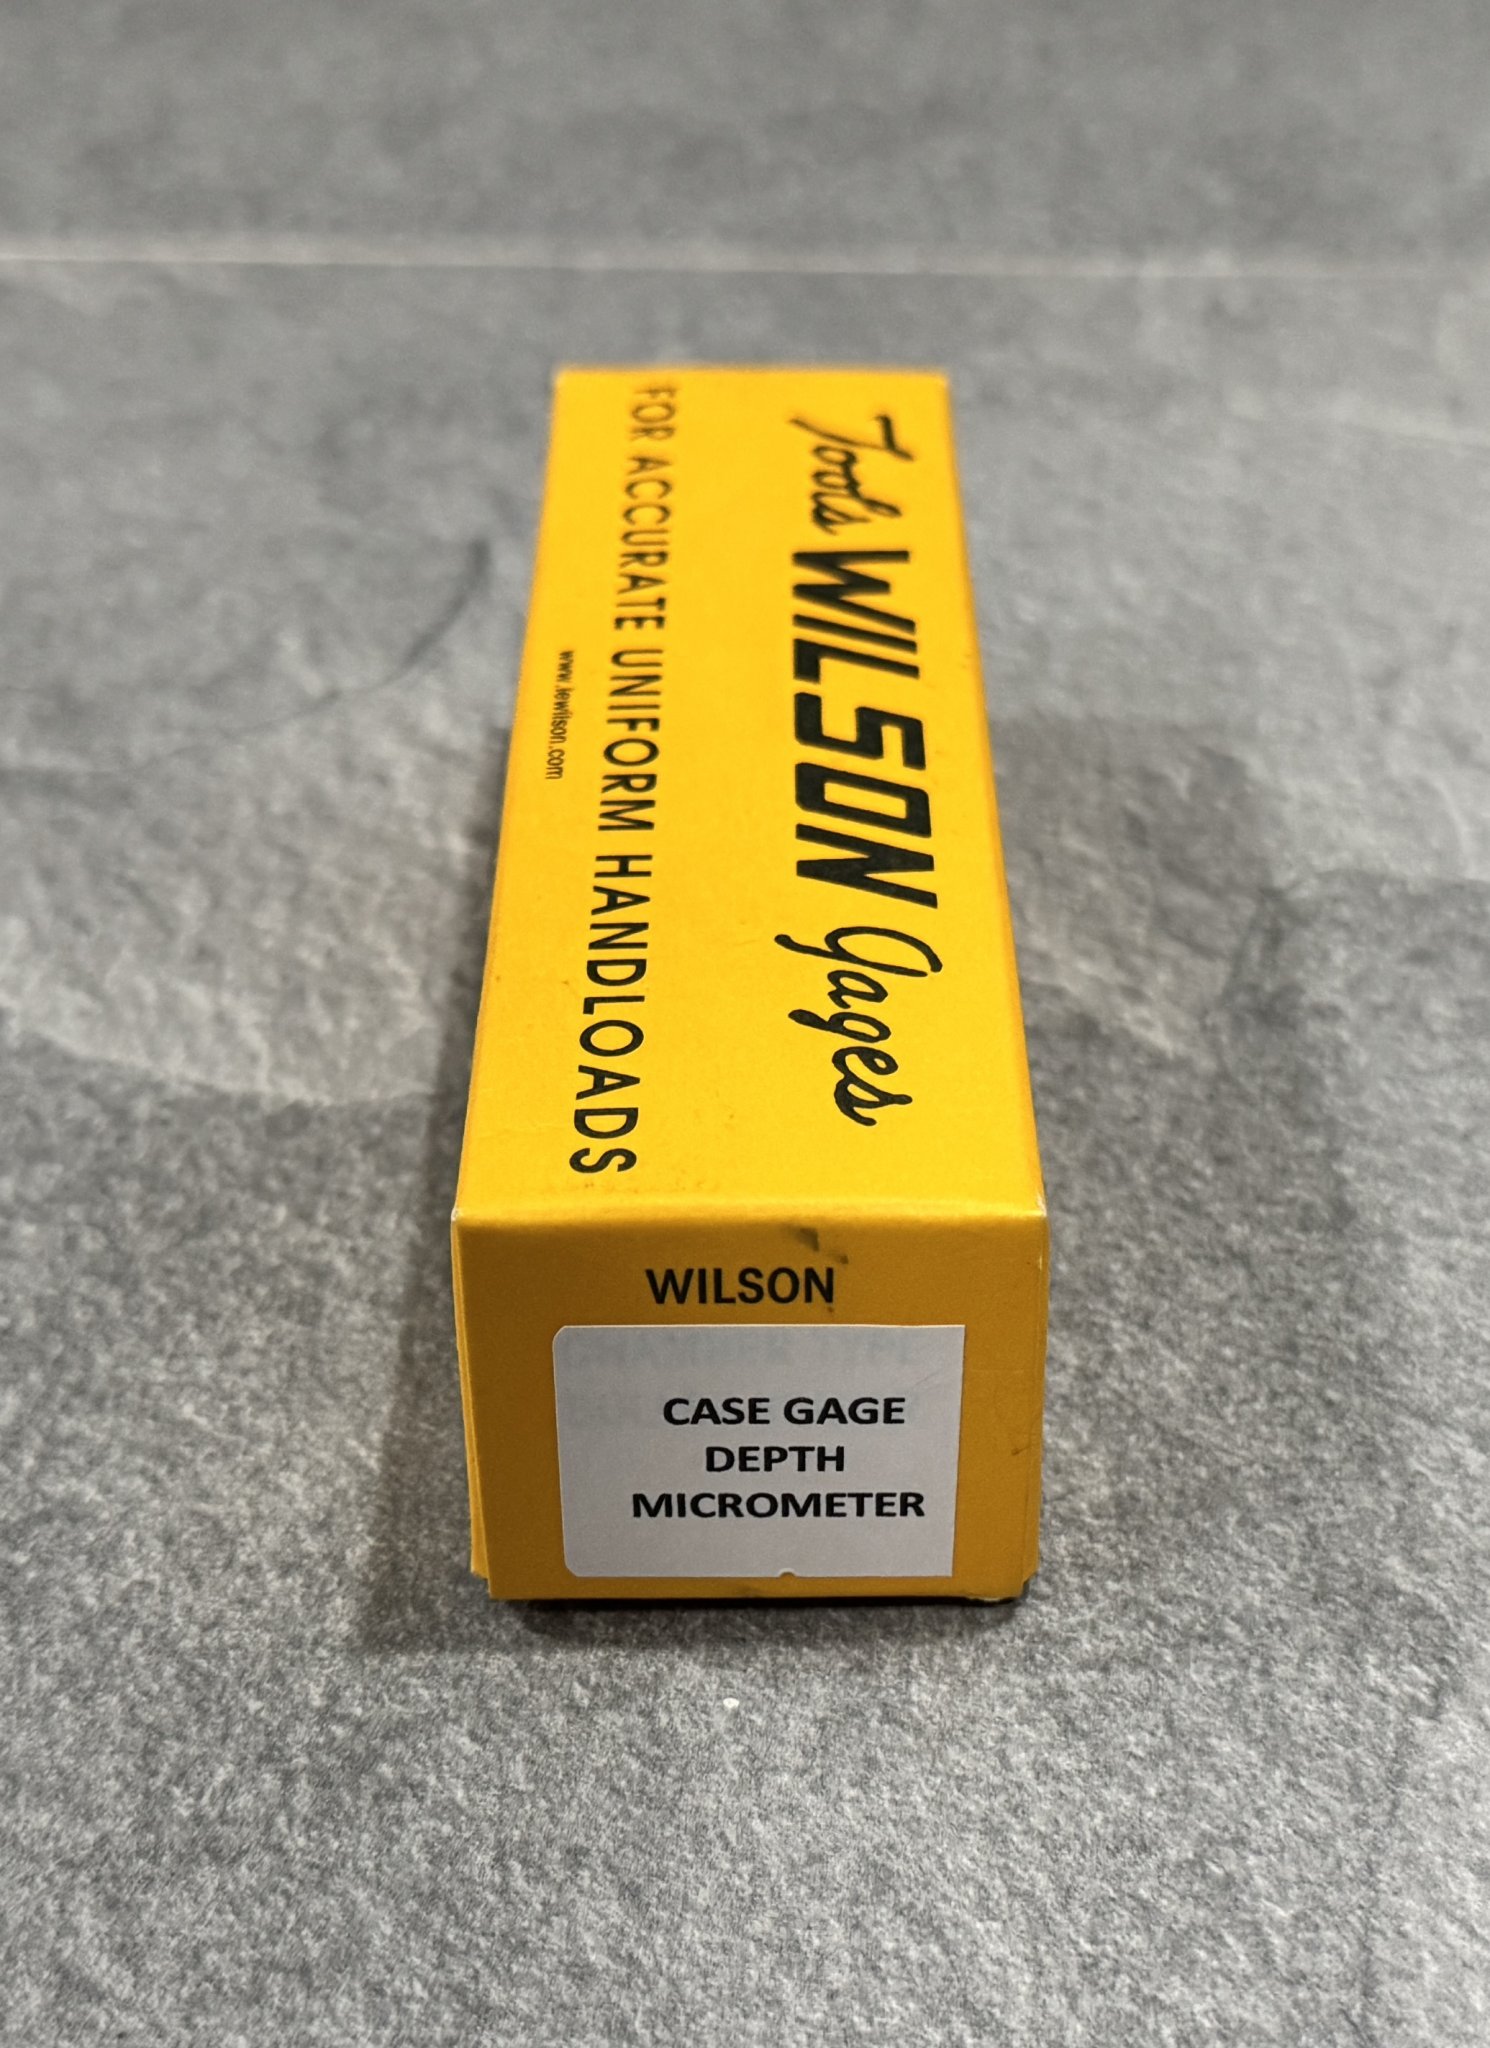 Tools WILSON Gages
FOR ACCURATE UNIFORM HANDLOADS
www.lewilson.com
WILSON
CASE GAGE
DEPTH
MICROMETER